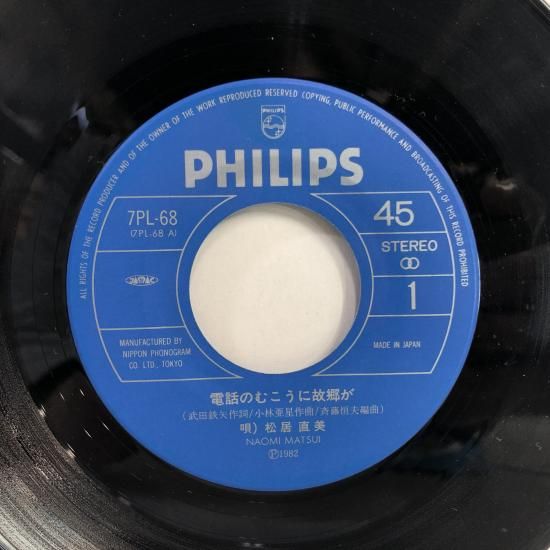 ALL RIGHTS OF THE RECORD PRODUCER AND OF THE OWNER OF THE WORK REPRODUCED RESERVED COPYING, PUBLIC PERFORMANCE AND BROADCASTING OF THIS RECORD PROHIBITED
PHILIPS
PHILIPS
7PL-68
(7PL-68 A)
45
STEREO
1
JASRAC
MANUFACTURED BY
NIPPON PHONOGRAM
CO. LTD., TOKYO
MADE IN JAPAN
電話のむこうに故郷が
(武田鉄矢作詞/小林亜星作曲/斉藤恒夫編曲)
唄) 松居直美
NAOMI MATSUI
Ⓟ1982